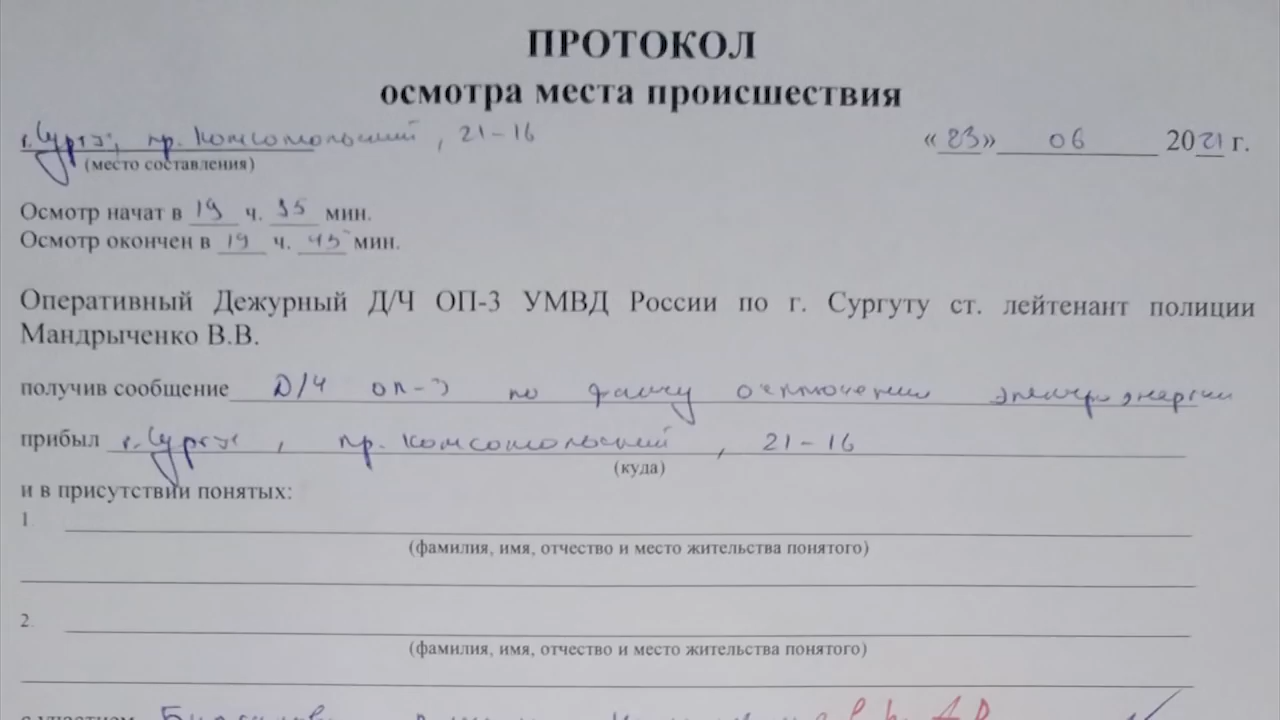 ПРОТОКОЛ
осмотра места происшествия
г. Сургут, пр. Комсомольский, 21-16 «23» 06 2021 г.
(место составления)
Осмотр начат в 19 ч. 35 мин.
Осмотр окончен в 19 ч. 45 мин.
Оперативный Дежурный Д/Ч ОП-3 УМВД России по г. Сургуту ст. лейтенант полиции
Мандрыченко В.В.
получив сообщение Д/Ч ОП-3 по факту отключения электроэнергии
прибыл г. Сургут, пр. Комсомольский, 21-16
(куда)
и в присутствии понятых:
1.
(фамилия, имя, отчество и место жительства понятого)
2.
(фамилия, имя, отчество и место жительства понятого)
с участием